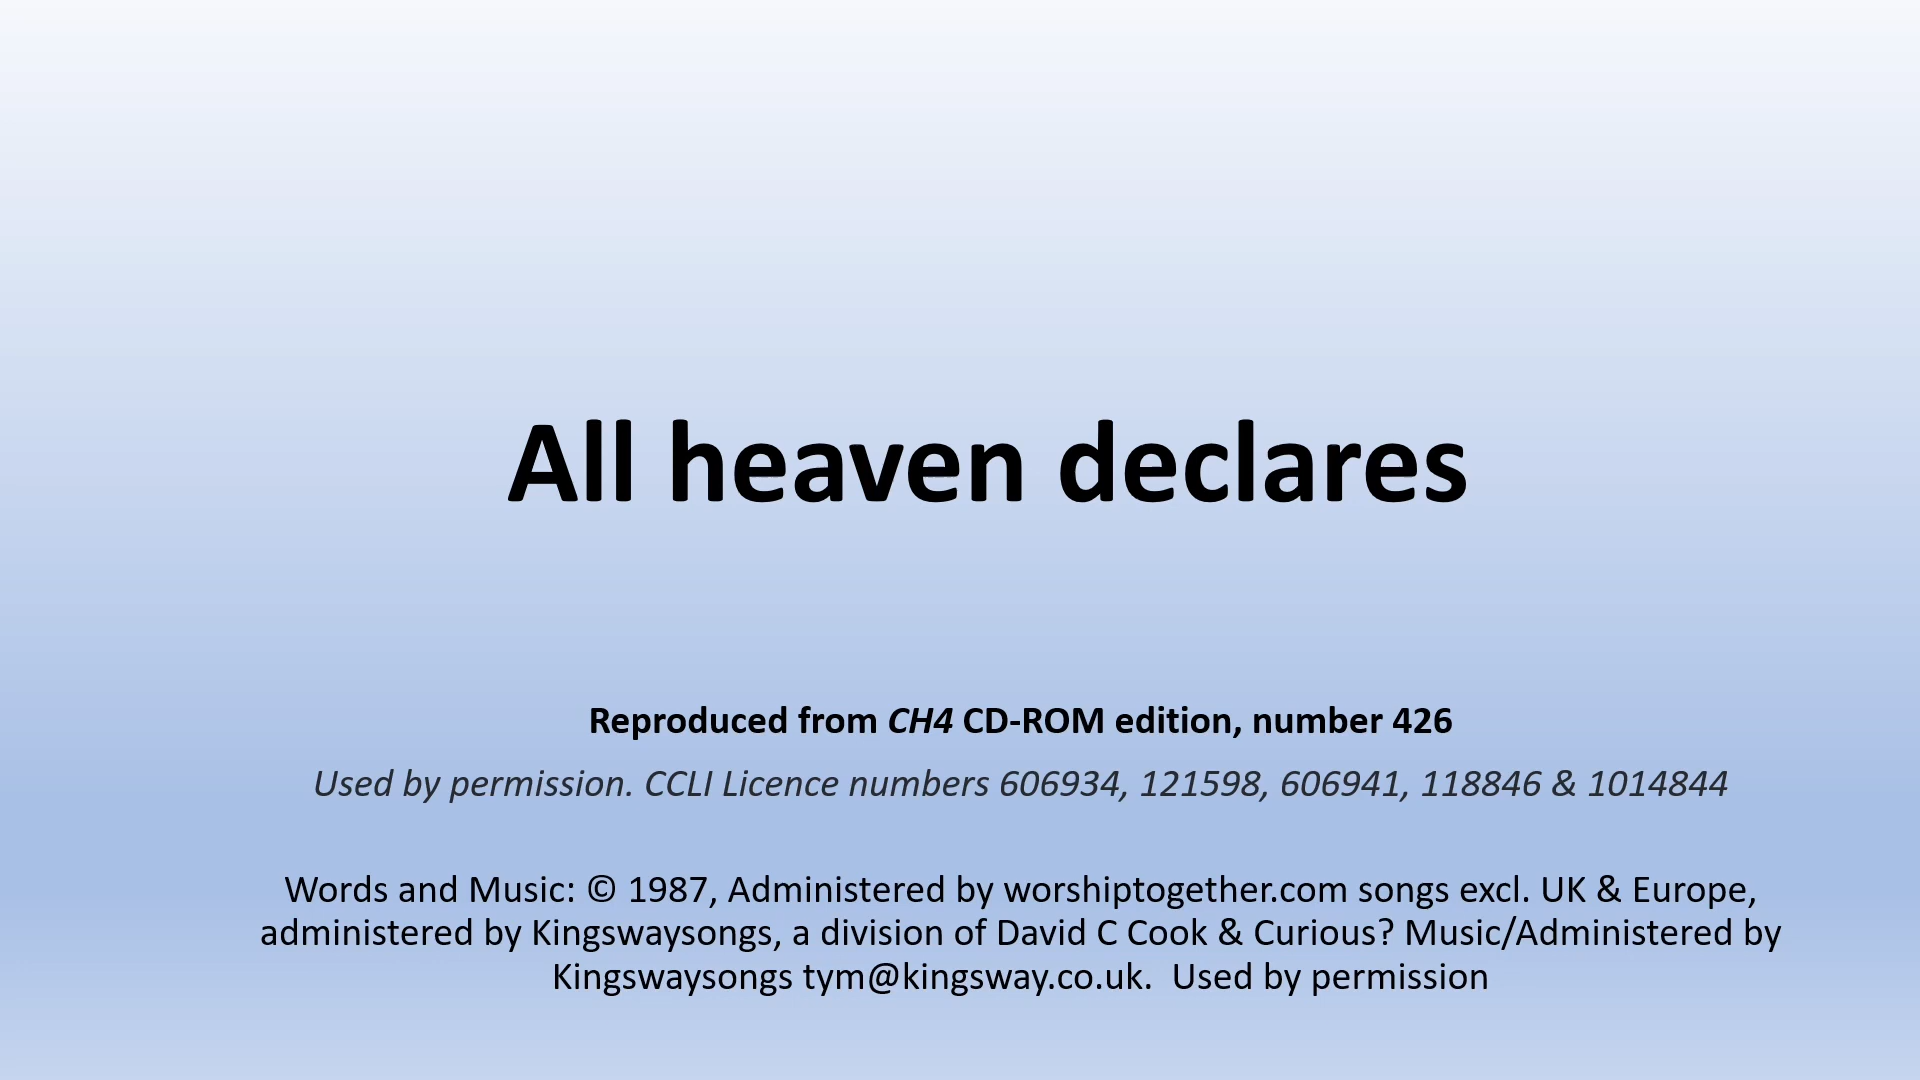 All heaven declares
Reproduced from CH4 CD-ROM edition, number 426
Used by permission. CCLI Licence numbers 606934, 121598, 606941, 118846 & 1014844
Words and Music: © 1987, Administered by worshiptogether.com songs excl. UK & Europe,
administered by Kingswaysongs, a division of David C Cook & Curious? Music/Administered by
Kingswaysongs tym@kingsway.co.uk.  Used by permission